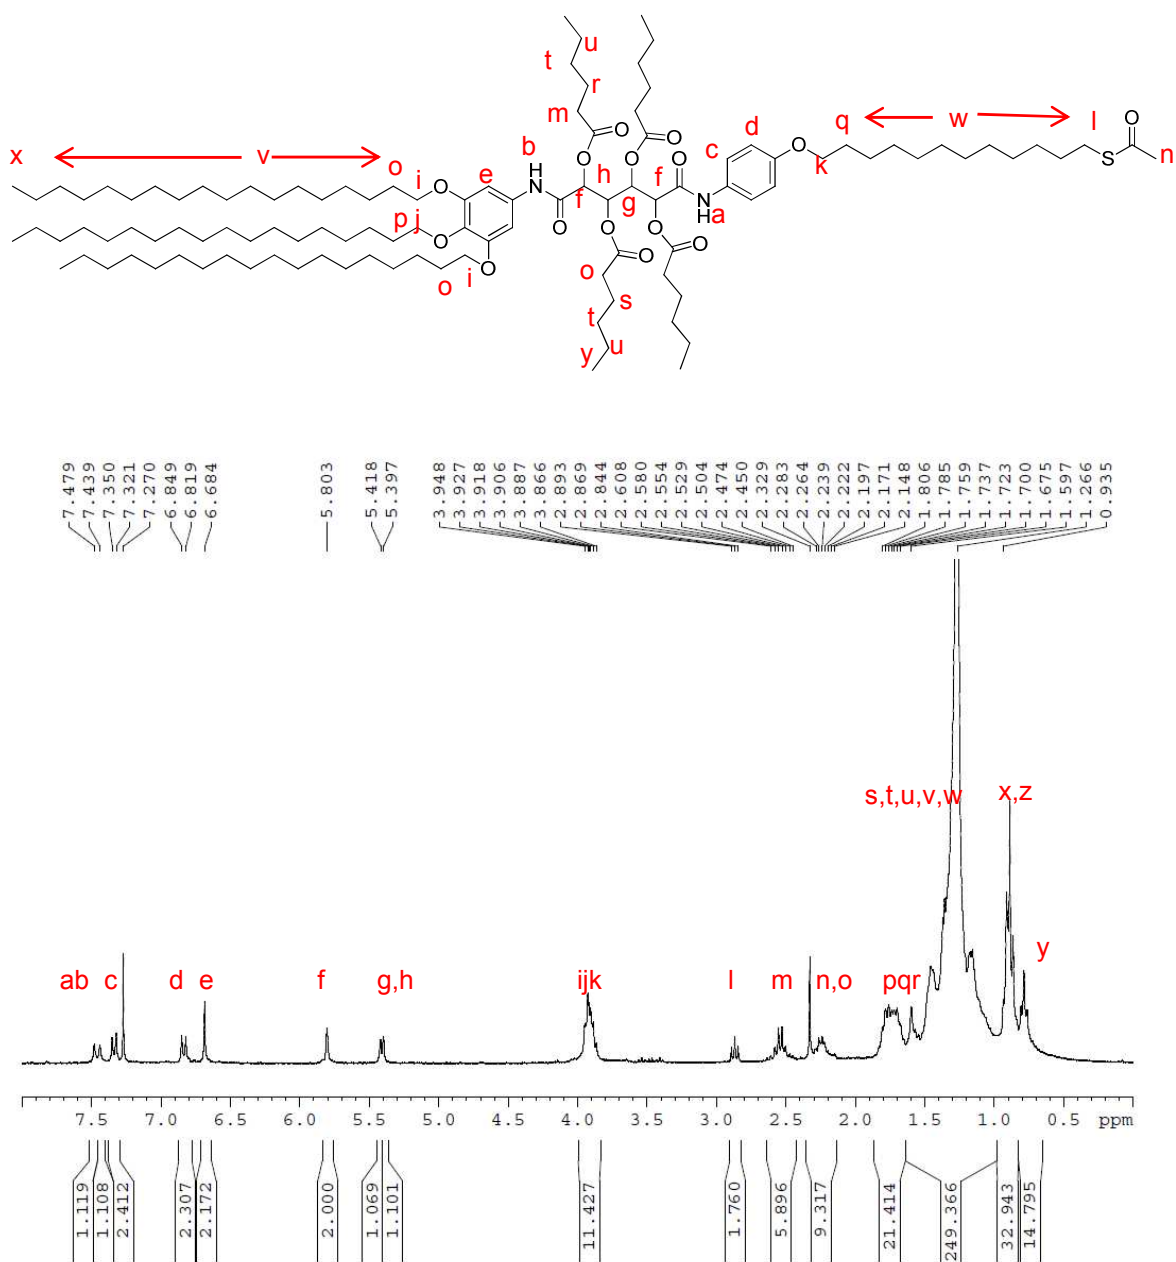 u
t
r
m
O
O
O
O
x
v
o
b
H
N
e
h
f
g
f
O
O
c
d
q
w
l
O
n
O
k
S
i
O
p
j
O
O
O
O
N
H
a
o
i
O
O
O
o
s
t
y
u
7.479
7.439
7.350
7.321
7.270
6.849
6.819
6.684
5.803
5.418
5.397
3.948
3.927
3.918
3.906
3.887
3.866
2.893
2.869
2.844
2.608
2.580
2.554
2.529
2.504
2.474
2.450
2.329
2.283
2.264
2.239
2.222
2.197
2.171
2.148
1.806
1.785
1.759
1.737
1.723
1.700
1.675
1.597
1.266
0.935
s,t,u,v,w x,z
y
ab c d e f g,h ijk l m n,o pqr
7.5 7.0 6.5 6.0 5.5 5.0 4.5 4.0 3.5 3.0 2.5 2.0 1.5 1.0 0.5 ppm
1.119
1.108
2.412
2.307
2.172
2.000
1.069
1.101
11.427
1.760
5.896
9.317
21.414
249.366
32.943
14.795